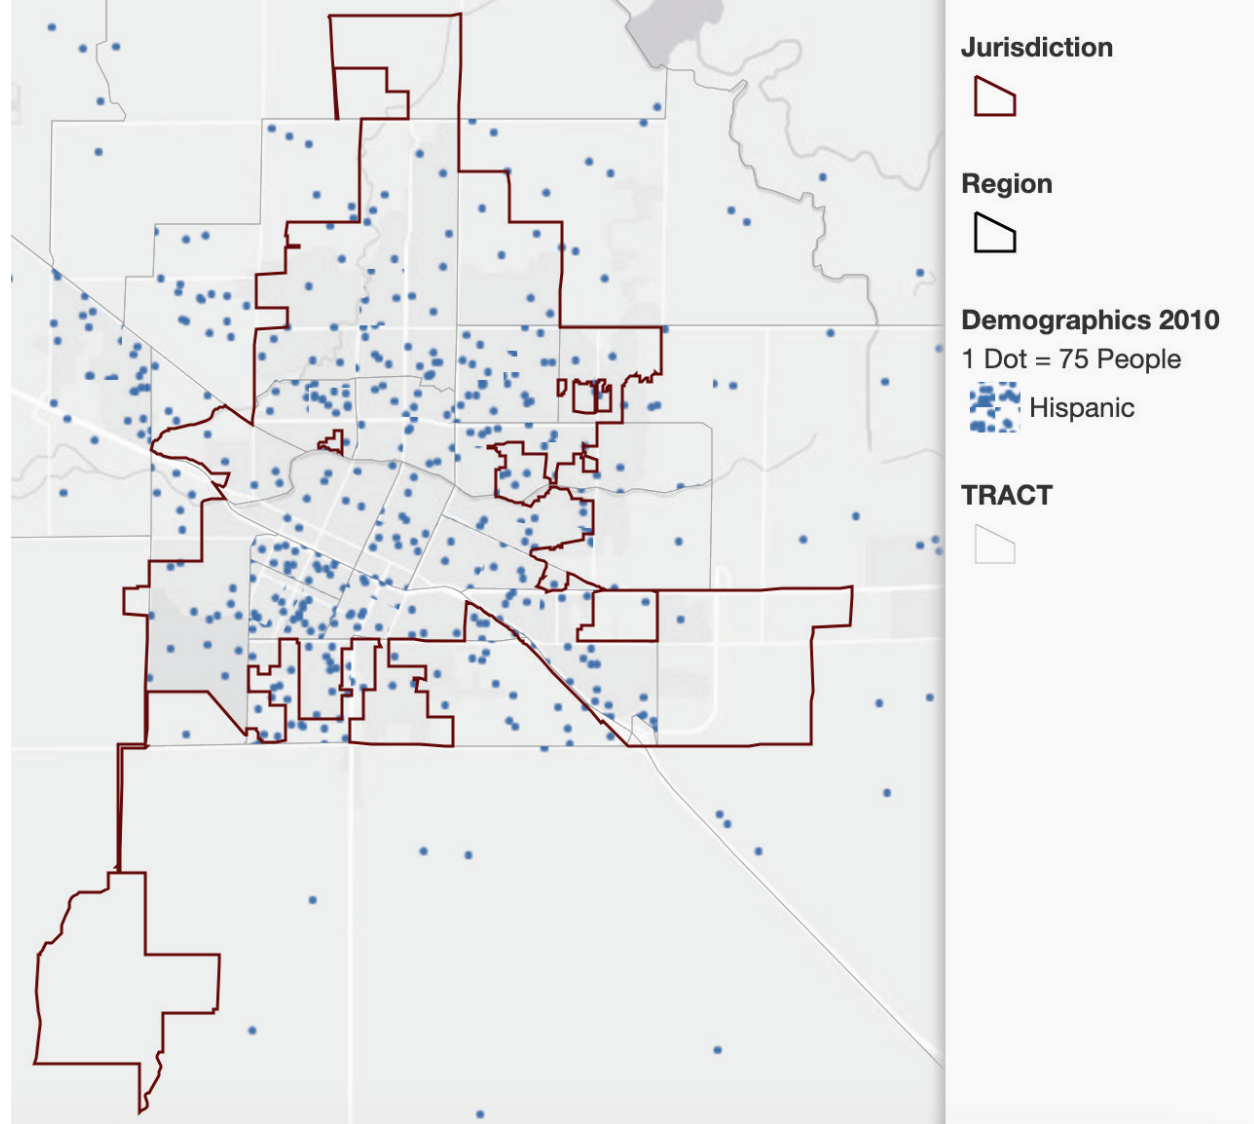 Jurisdiction
Region
Demographics 2010
1 Dot = 75 People
Hispanic
TRACT